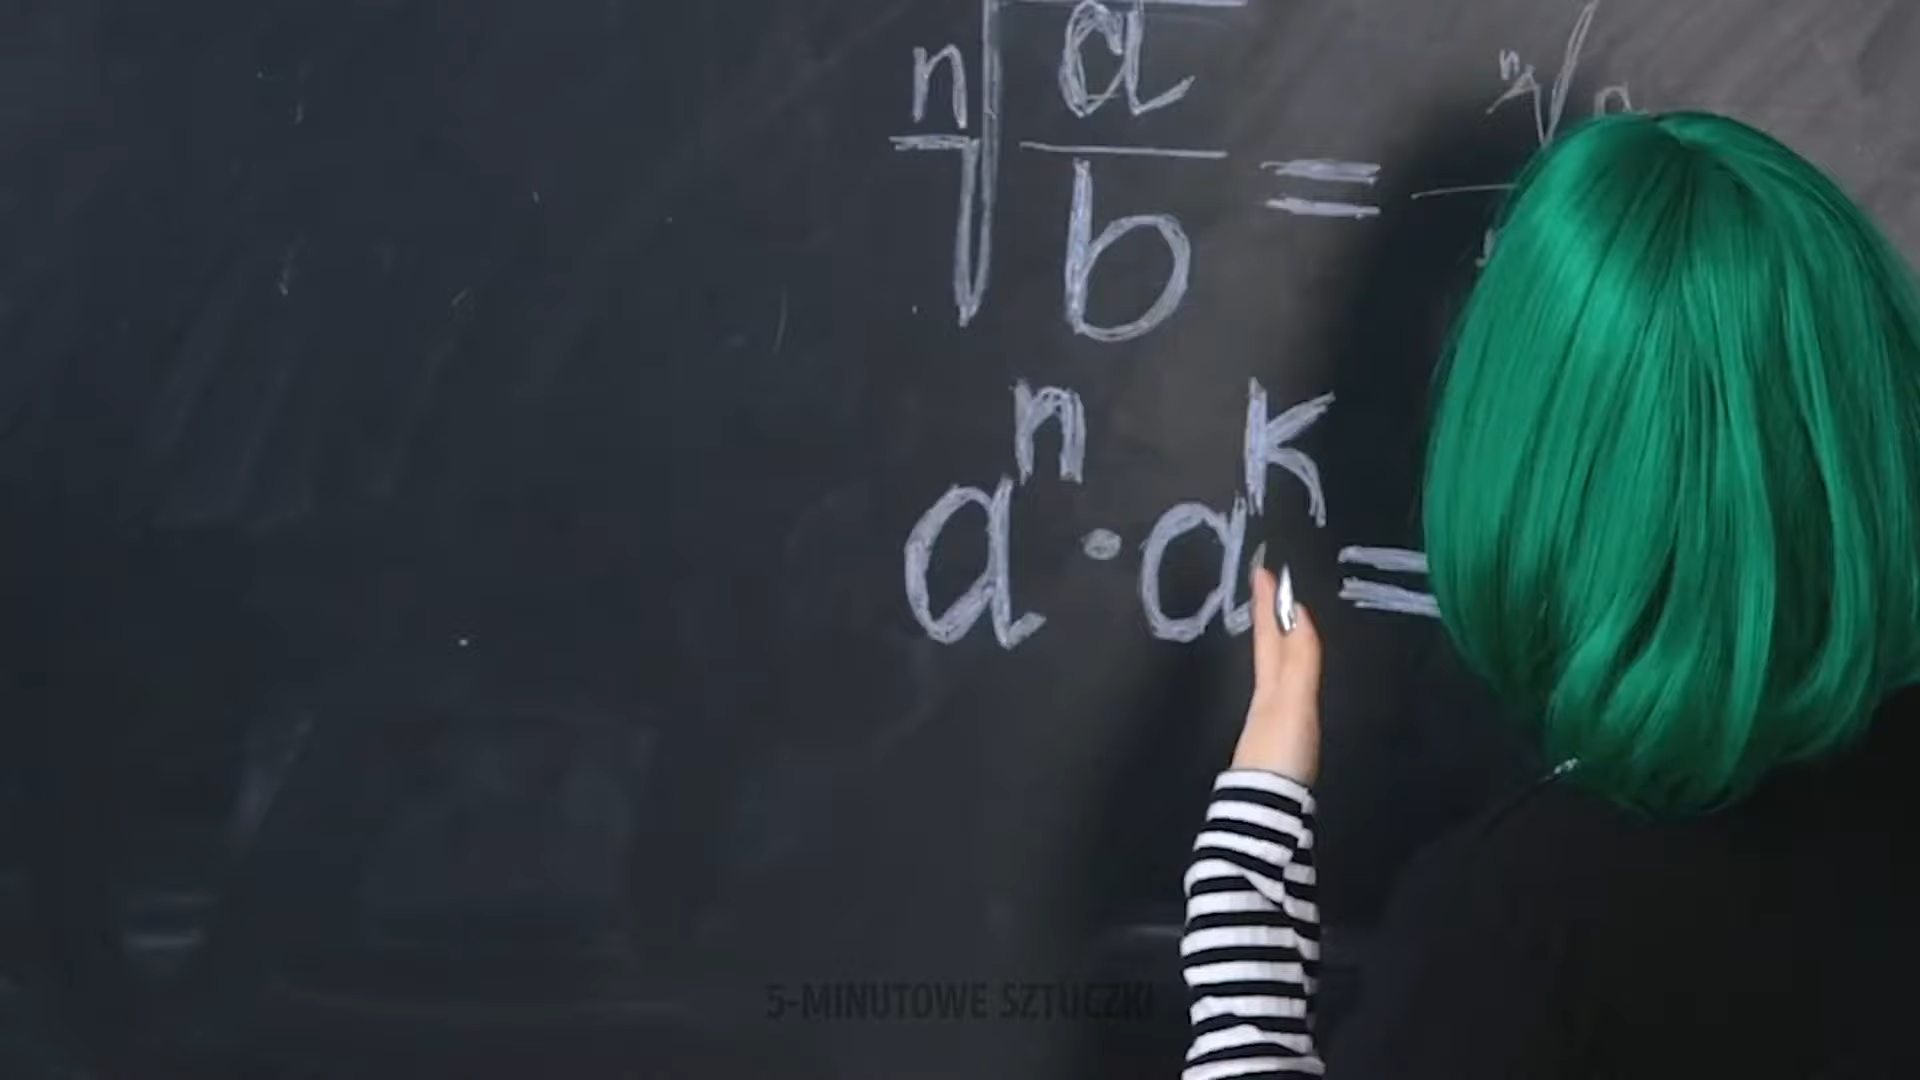 n√ a/b = n√
aⁿ · aᵏ =
5-MINUTOWE SZTUCZKI